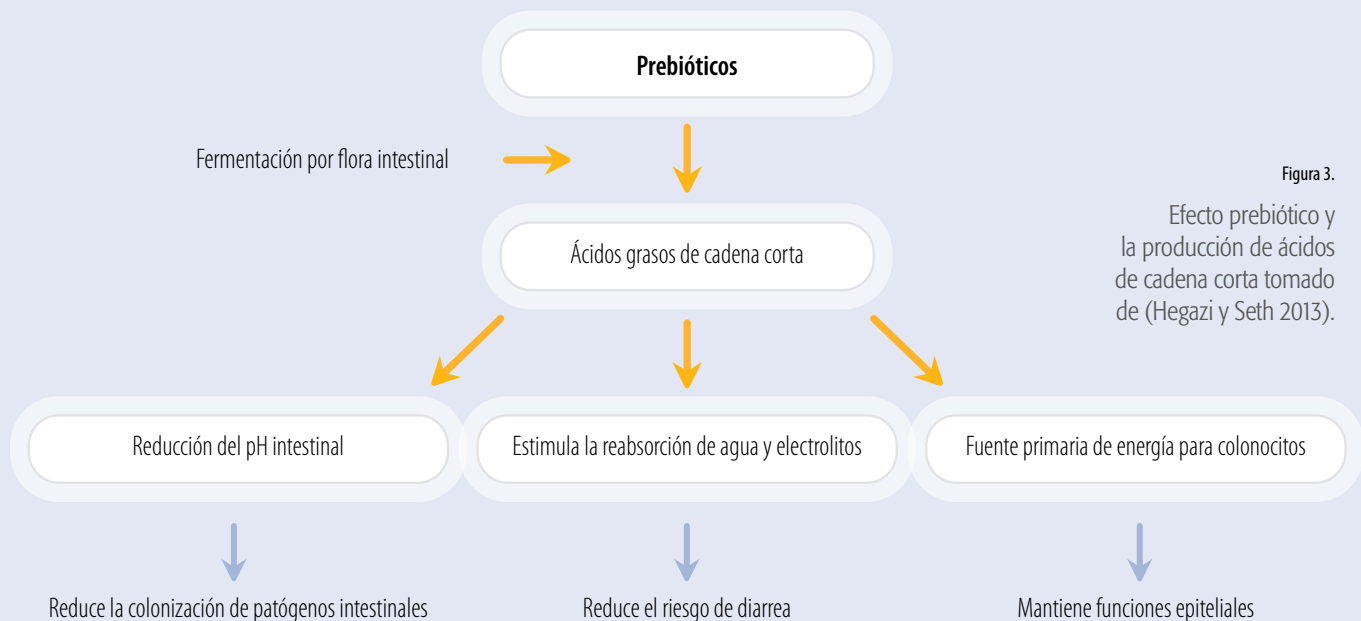 Prebióticos
Fermentación por flora intestinal
Figura 3.
Efecto prebiótico y
la producción de ácidos
de cadena corta tomado
de (Hegazi y Seth 2013).
Ácidos grasos de cadena corta
Reducción del pH intestinal
Estimula la reabsorción de agua y electrolitos
Fuente primaria de energía para colonocitos
Reduce la colonización de patógenos intestinales
Reduce el riesgo de diarrea
Mantiene funciones epiteliales